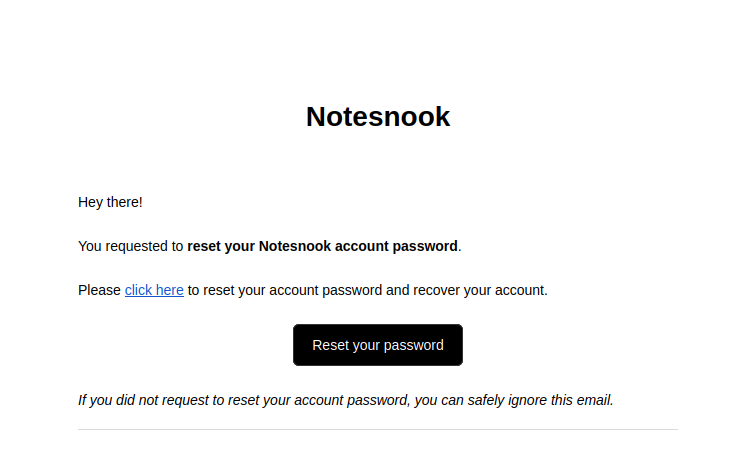 Notesnook
Hey there!
You requested to reset your Notesnook account password.
Please click here to reset your account password and recover your account.
Reset your password
If you did not request to reset your account password, you can safely ignore this email.